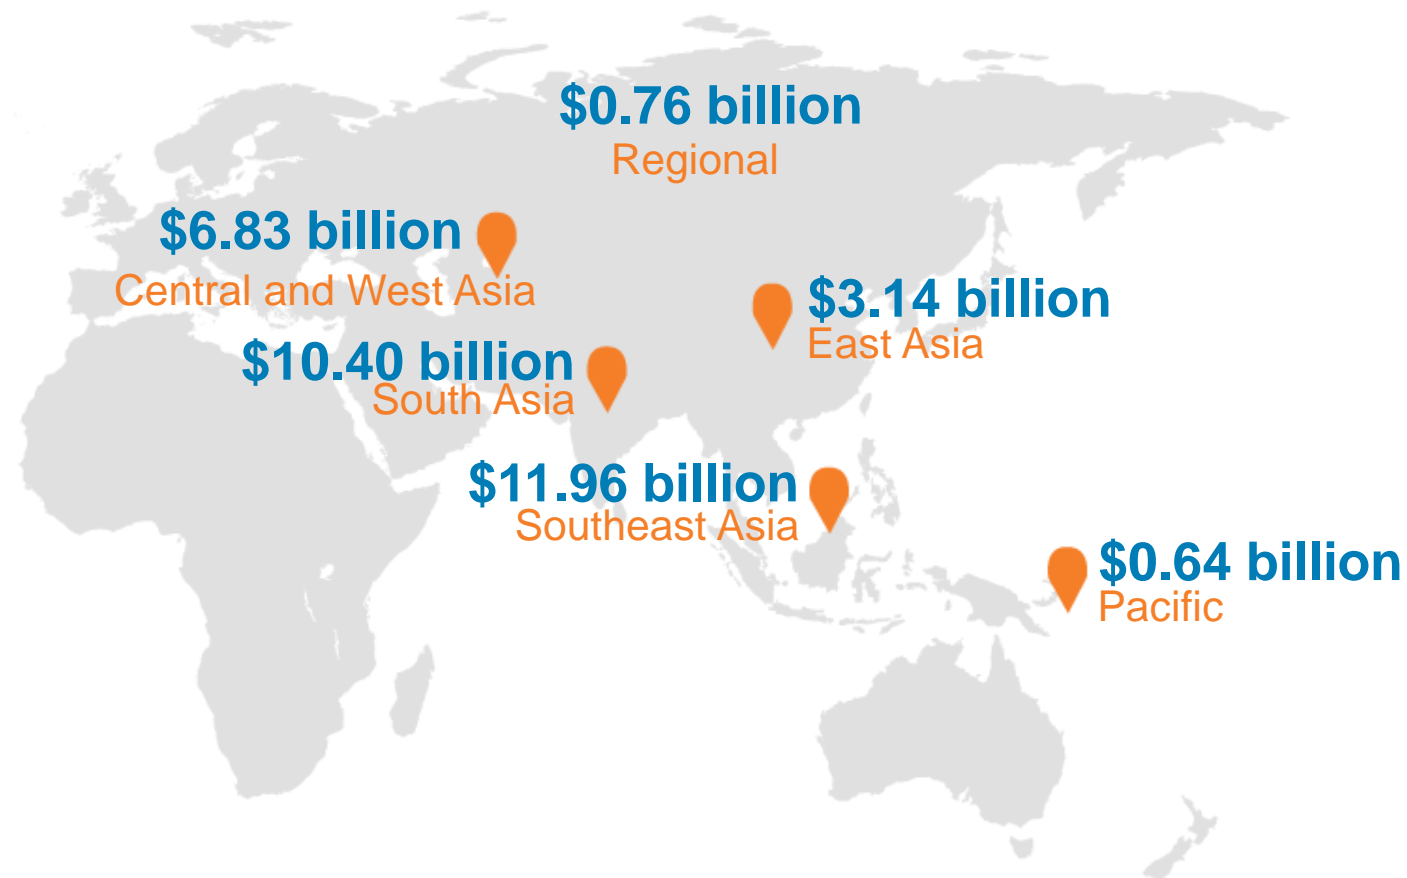 $0.76 billion
Regional
$6.83 billion
Central and West Asia
$3.14 billion
East Asia
$10.40 billion
South Asia
$11.96 billion
Southeast Asia
$0.64 billion
Pacific